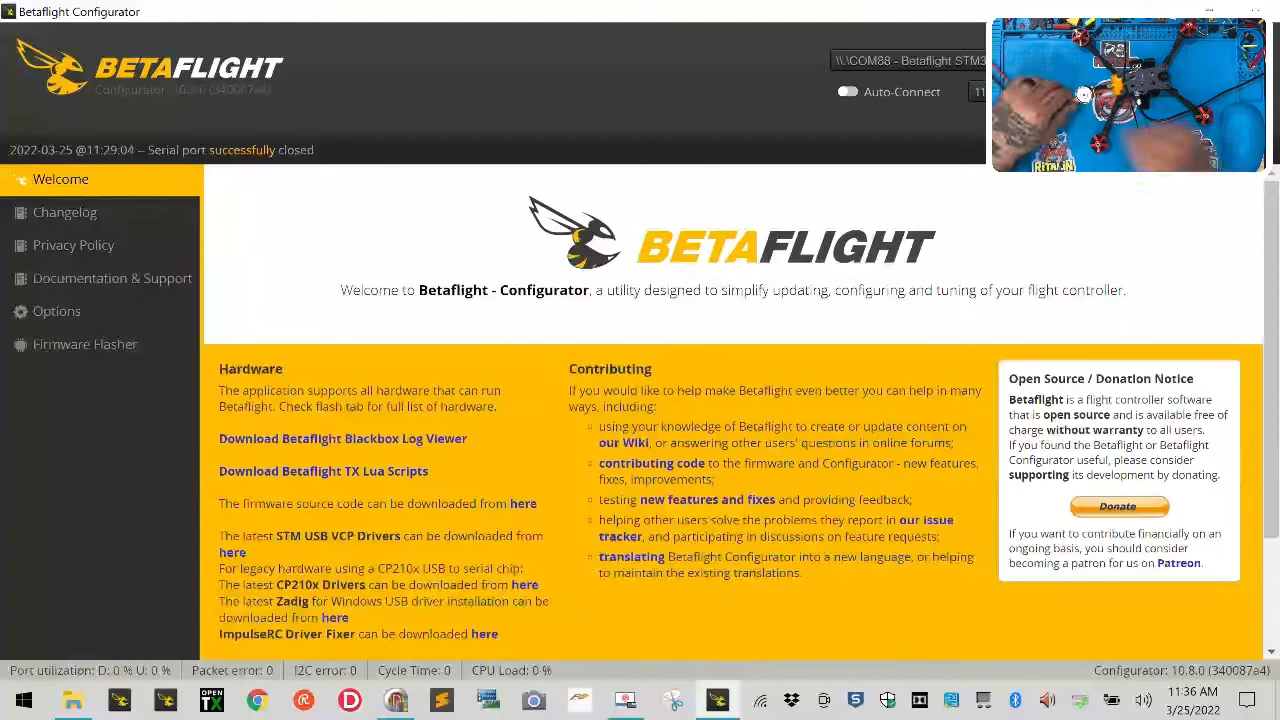 Betaflight Configurator
BETAFLIGHT
Configurator: 10.8.0 (340087a4)
\\.\COM88 - Betaflight STM3
Auto-Connect
11
2022-03-25 @11:29:04 -- Serial port successfully closed
Welcome
Changelog
Privacy Policy
Documentation & Support
Options
Firmware Flasher
BETAFLIGHT
Welcome to Betaflight - Configurator, a utility designed to simplify updating, configuring and tuning of your flight controller.
Hardware
The application supports all hardware that can run
Betaflight. Check flash tab for full list of hardware.
Download Betaflight Blackbox Log Viewer
Download Betaflight TX Lua Scripts
The firmware source code can be downloaded from here
The latest STM USB VCP Drivers can be downloaded from
here
For legacy hardware using a CP210x USB to serial chip:
The latest CP210x Drivers can be downloaded from here
The latest Zadig for Windows USB driver installation can be
downloaded from here
ImpulseRC Driver Fixer can be downloaded here
Contributing
If you would like to help make Betaflight even better you can help in many
ways, including:
using your knowledge of Betaflight to create or update content on
our Wiki, or answering other users' questions in online forums;
contributing code to the firmware and Configurator - new features,
fixes, improvements;
testing new features and fixes and providing feedback;
helping other users solve the problems they report in our issue
tracker, and participating in discussions on feature requests;
translating Betaflight Configurator into a new language, or helping
to maintain the existing translations.
Open Source / Donation Notice
Betaflight is a flight controller software
that is open source and is available free of
charge without warranty to all users.
If you found the Betaflight or Betaflight
Configurator useful, please consider
supporting its development by donating.
Donate
If you want to contribute financially on an
ongoing basis, you should consider
becoming a patron for us on Patreon.
RITALIN
Port utilization: D: 0 % U: 0 %
Packet error: 0
I2C error: 0
Cycle Time: 0
CPU Load: 0 %
Configurator: 10.8.0 (340087a4)
OPEN
TX
11:36 AM
3/25/2022